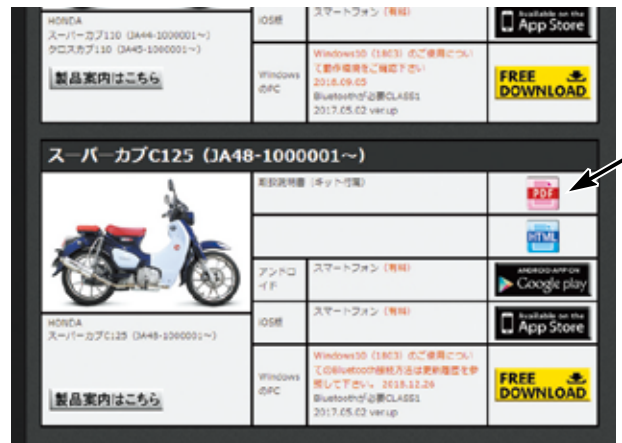 HONDA
スーパーカブ110 (JA44-1000001～)
クロスカブ110 (JA45-1000001～)
製品案内はこちら
iOS用
スマートフォン (有料)
Available on the
App Store
Windows
のPC
Windows10 (1803) のご使用につい
て動作環境をご確認下さい
2018.09.05
Bluetoothが必要CLASS1
2017.05.02 ver.up
FREE
DOWNLOAD
スーパーカブC125 (JA48-1000001～)
取扱説明書 (キット付属)
PDF
HTML
アンドロ
イド
スマートフォン (有料)
ANDROID APP ON
Google play
HONDA
スーパーカブC125 (JA48-1000001～)
製品案内はこちら
iOS用
スマートフォン (有料)
Available on the
App Store
Windows
のPC
Windows10 (1803) のご使用につい
てのBluetooth接続方法は更新履歴を参
照して下さい。 2018.12.26
Bluetoothが必要CLASS1
2017.05.02 ver.up
FREE
DOWNLOAD